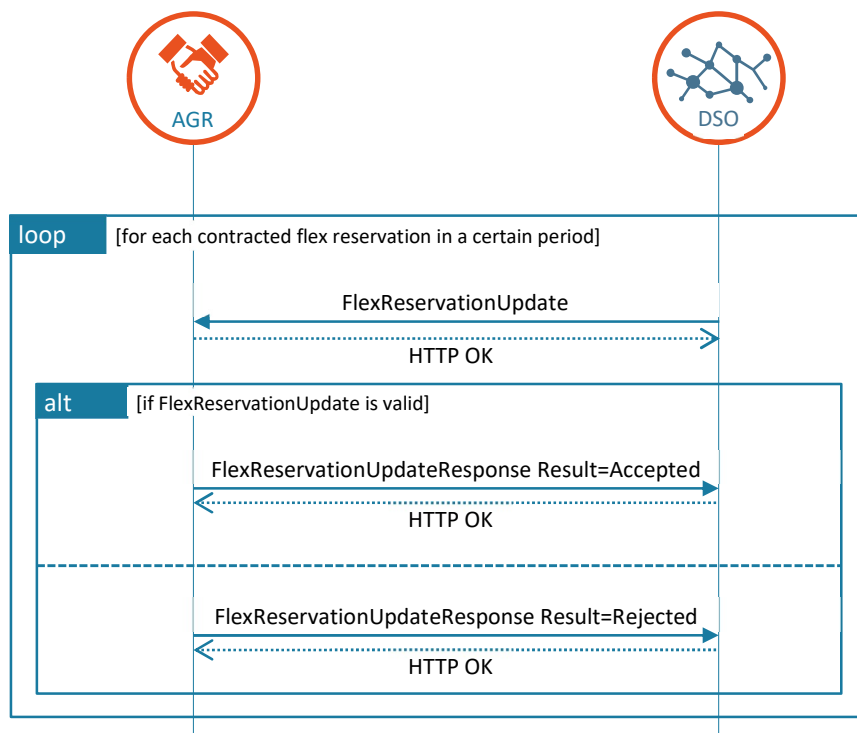 AGR
DSO
loop
[for each contracted flex reservation in a certain period]
FlexReservationUpdate
HTTP OK
alt
[if FlexReservationUpdate is valid]
FlexReservationUpdateResponse Result=Accepted
HTTP OK
FlexReservationUpdateResponse Result=Rejected
HTTP OK